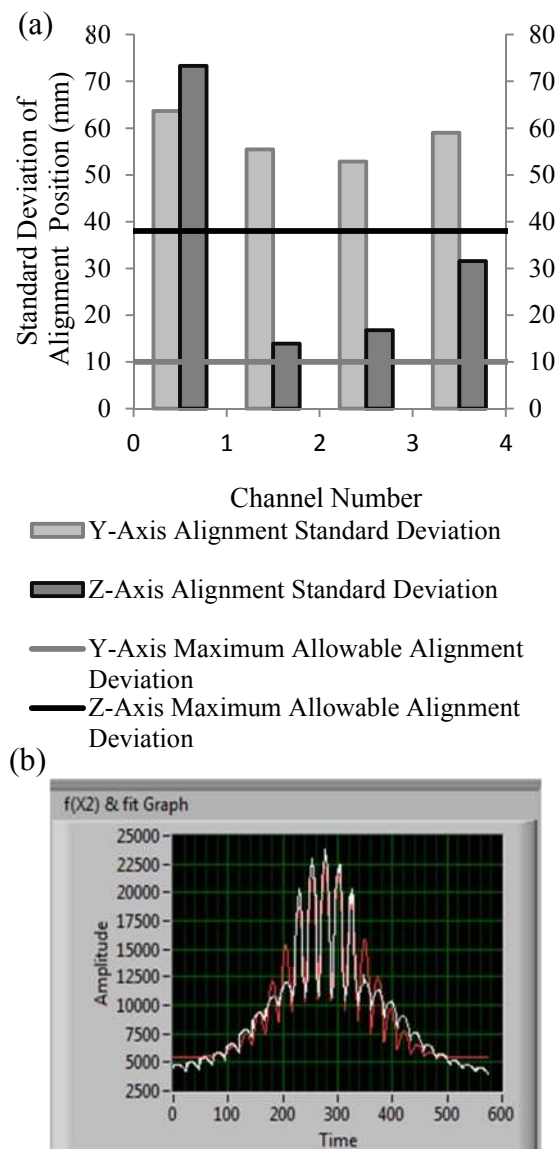 (a)
80
70
60
50
40
30
20
10
0
Standard Deviation of
Alignment Position (mm)
80
70
60
50
40
30
20
10
0
0 1 2 3 4
Channel Number
Y-Axis Alignment Standard Deviation
Z-Axis Alignment Standard Deviation
Y-Axis Maximum Allowable Alignment
Deviation
Z-Axis Maximum Allowable Alignment
Deviation
(b)
f(X2) & fit Graph
25000
22500
20000
17500
15000
12500
10000
7500
5000
2500
Amplitude
0 100 200 300 400 500 600
Time